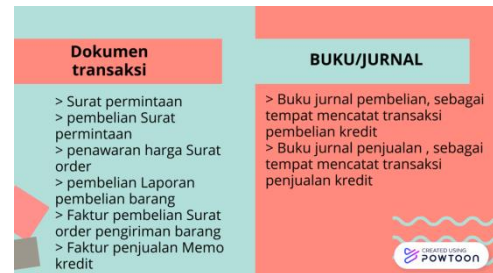 Dokumen
transaksi
> Surat permintaan
> pembelian Surat
permintaan
> penawaran harga Surat
order
> pembelian Laporan
pembelian barang
> Faktur pembelian Surat
order pengiriman barang
> Faktur penjualan Memo
kredit
BUKU/JURNAL
> Buku jurnal pembelian, sebagai
tempat mencatat transaksi
pembelian kredit
> Buku jurnal penjualan , sebagai
tempat mencatat transaksi
penjualan kredit
CREATED USING
POWTOON